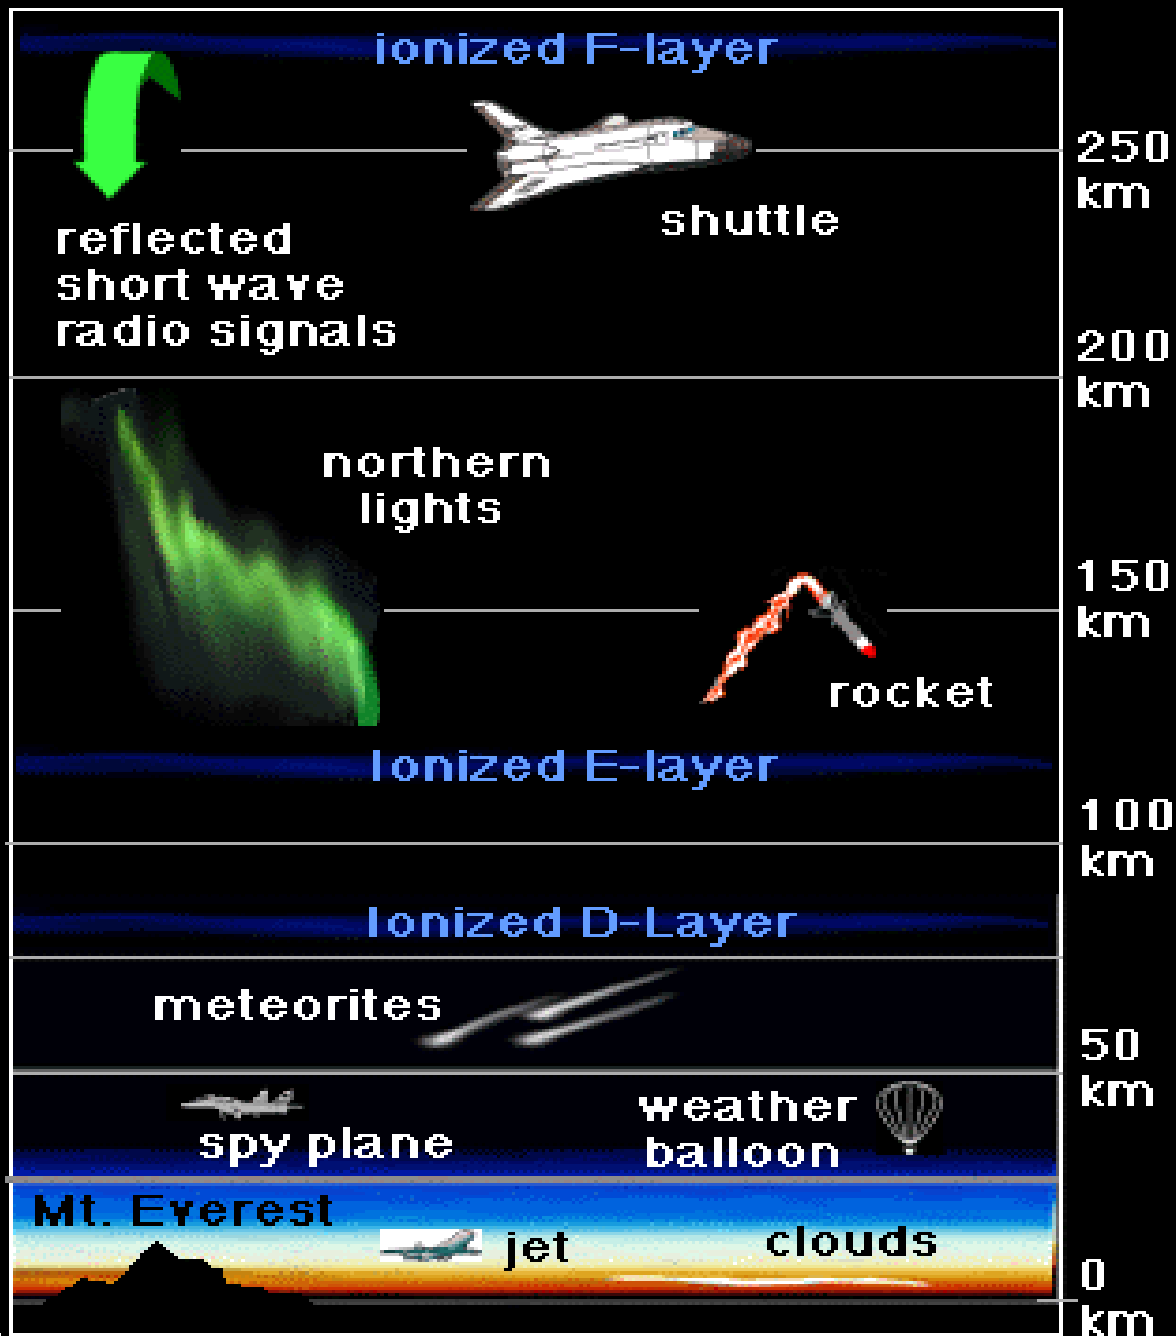 ionized F-layer
250
km
shuttle
reflected
short wave
radio signals
200
km
northern
lights
150
km
rocket
Ionized E-layer
100
km
Ionized D-Layer
meteorites
50
km
spy plane
weather
balloon
Mt. Everest
jet
clouds
0
km